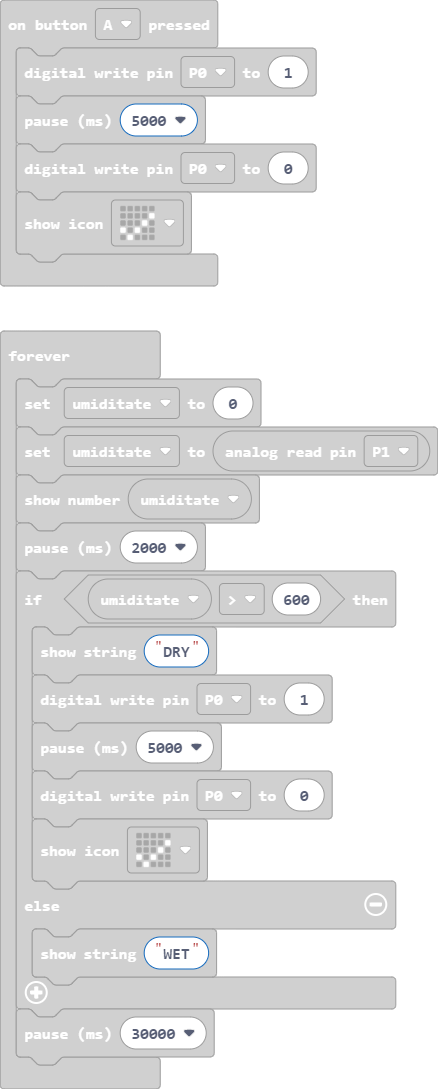 on button A pressed
digital write pin P0 to 1
pause (ms) 5000
digital write pin P0 to 0
show icon
forever
set umiditate to 0
set umiditate to analog read pin P1
show number umiditate
pause (ms) 2000
if umiditate > 600 then
show string "DRY"
digital write pin P0 to 1
pause (ms) 5000
digital write pin P0 to 0
show icon
else
show string "WET"
pause (ms) 30000